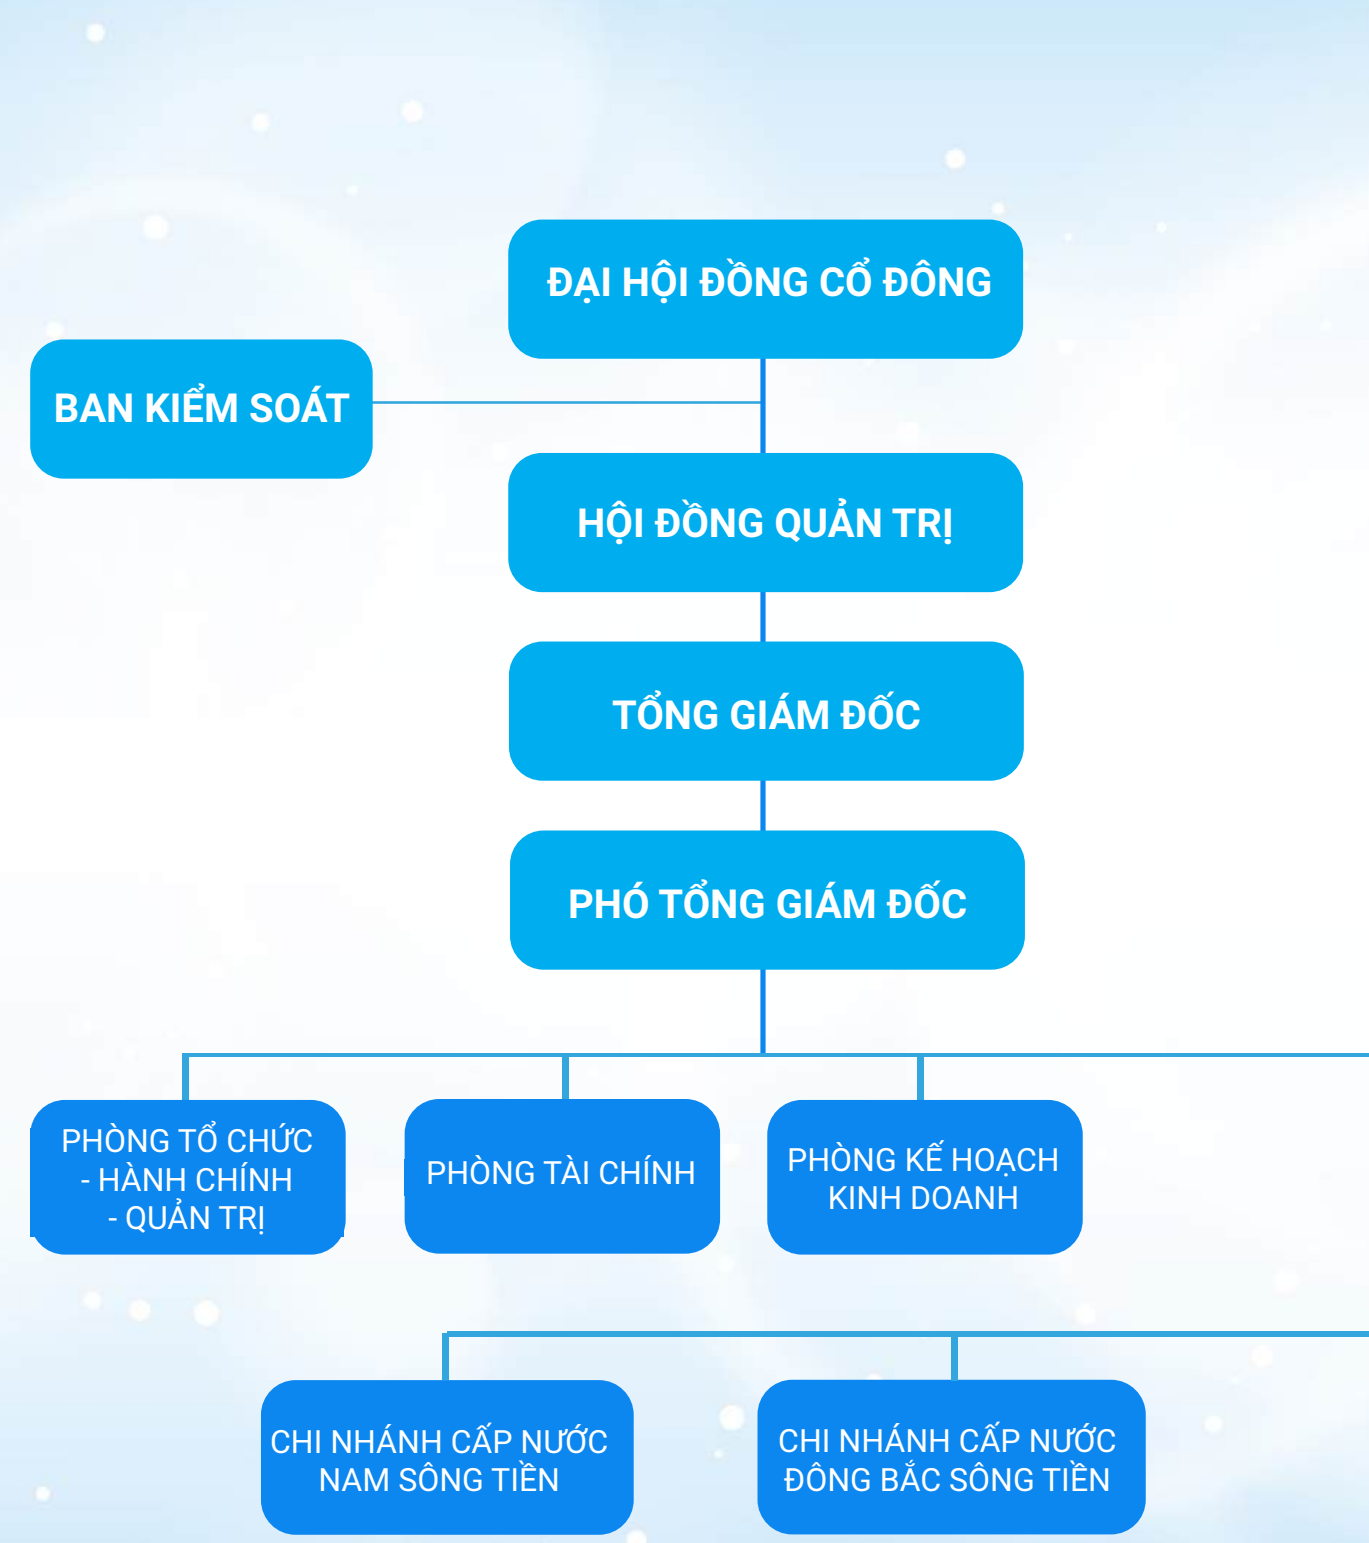 ĐẠI HỘI ĐỒNG CỔ ĐÔNG
BAN KIỂM SOÁT
HỘI ĐỒNG QUẢN TRỊ
TỔNG GIÁM ĐỐC
PHÓ TỔNG GIÁM ĐỐC
PHÒNG TỔ CHỨC
- HÀNH CHÍNH
- QUẢN TRỊ
PHÒNG TÀI CHÍNH
PHÒNG KẾ HOẠCH
KINH DOANH
CHI NHÁNH CẤP NƯỚC
NAM SÔNG TIỀN
CHI NHÁNH CẤP NƯỚC
ĐÔNG BẮC SÔNG TIỀN